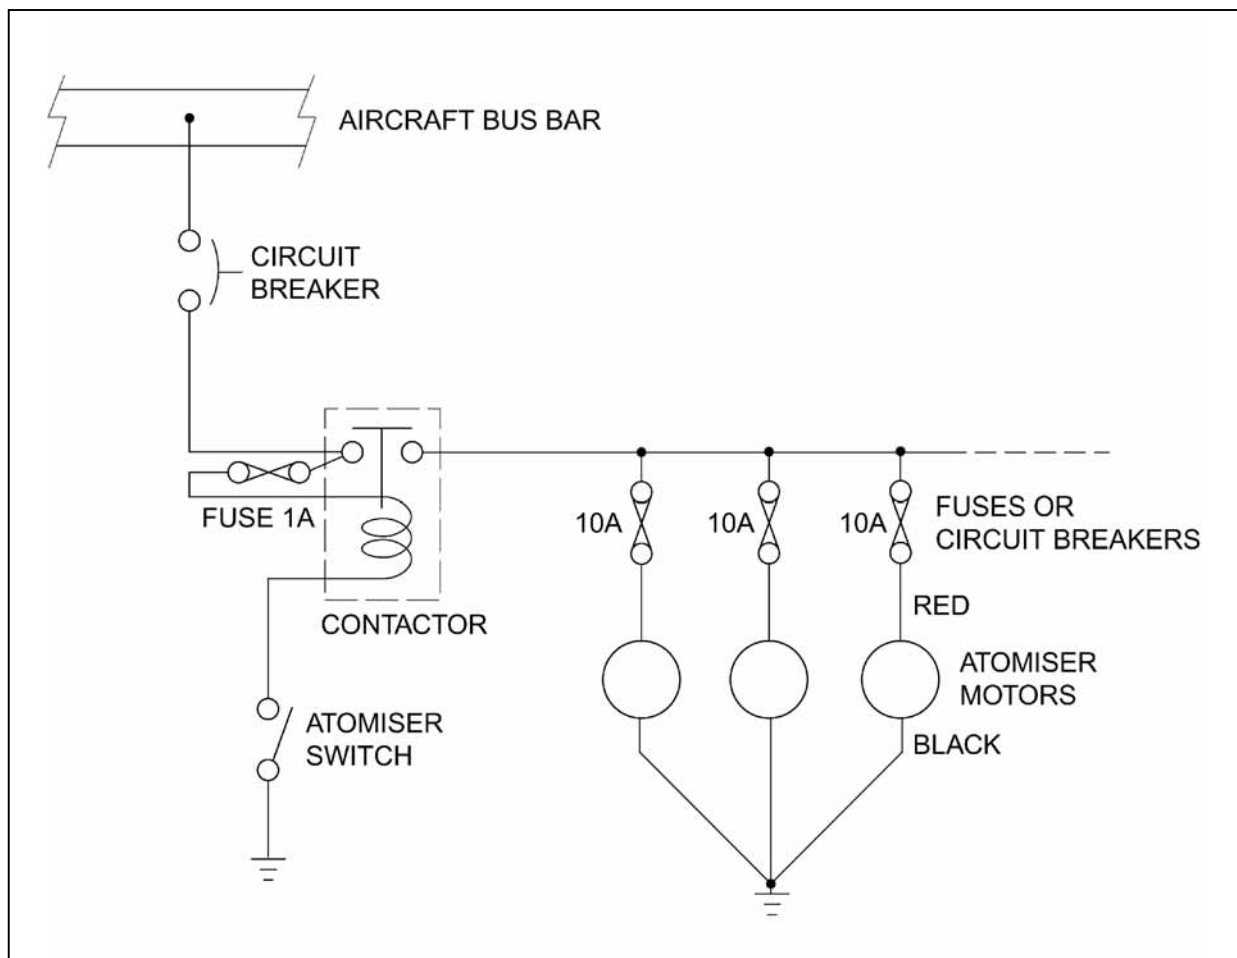 AIRCRAFT BUS BAR
CIRCUIT
BREAKER
FUSE 1A
CONTACTOR
10A
10A
10A
FUSES OR
CIRCUIT BREAKERS
RED
ATOMISER
MOTORS
BLACK
ATOMISER
SWITCH